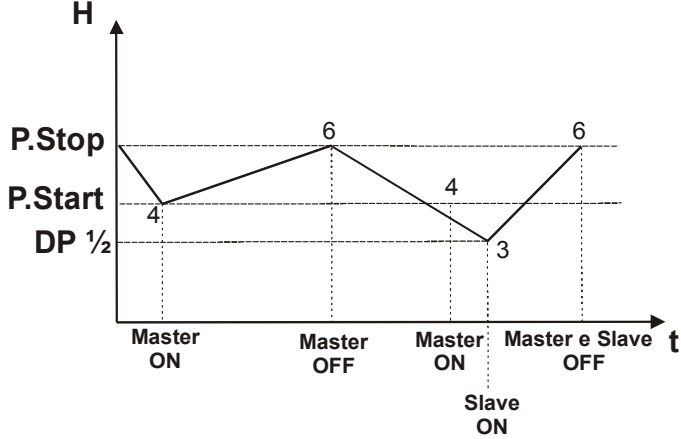 H
P.Stop
6
6
P.Start
4
4
DP ½
3
Master
ON
Master
OFF
Master
ON
Master e Slave
OFF
t
Slave
ON